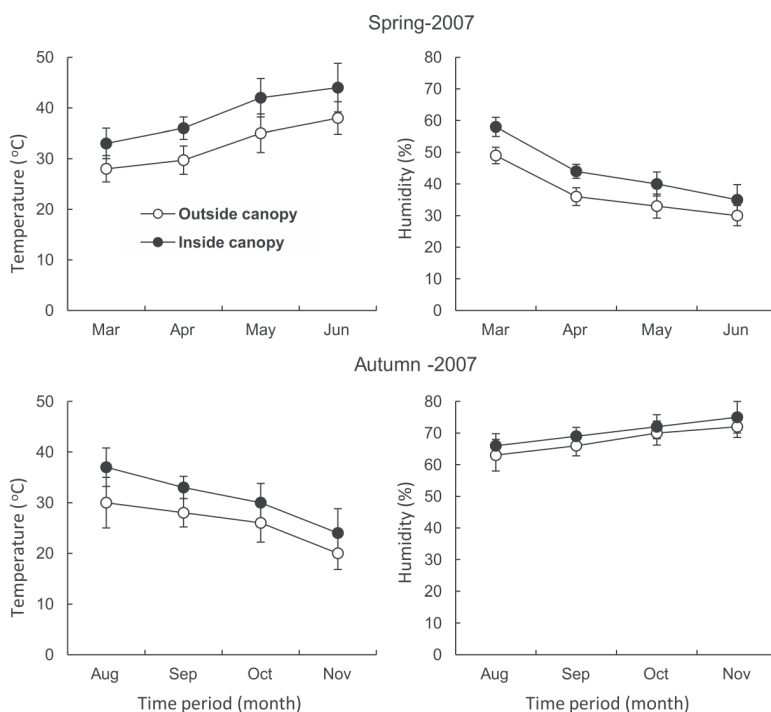 Spring-2007
Temperature (°C)
50
40
30
20
10
0
Outside canopy
Inside canopy
Mar Apr May Jun
Humidity (%)
80
70
60
50
40
30
20
10
0
Mar Apr May Jun
Autumn -2007
Temperature (°C)
50
40
30
20
10
0
Aug Sep Oct Nov
Time period (month)
Humidity (%)
80
70
60
50
40
30
20
10
0
Aug Sep Oct Nov
Time period (month)